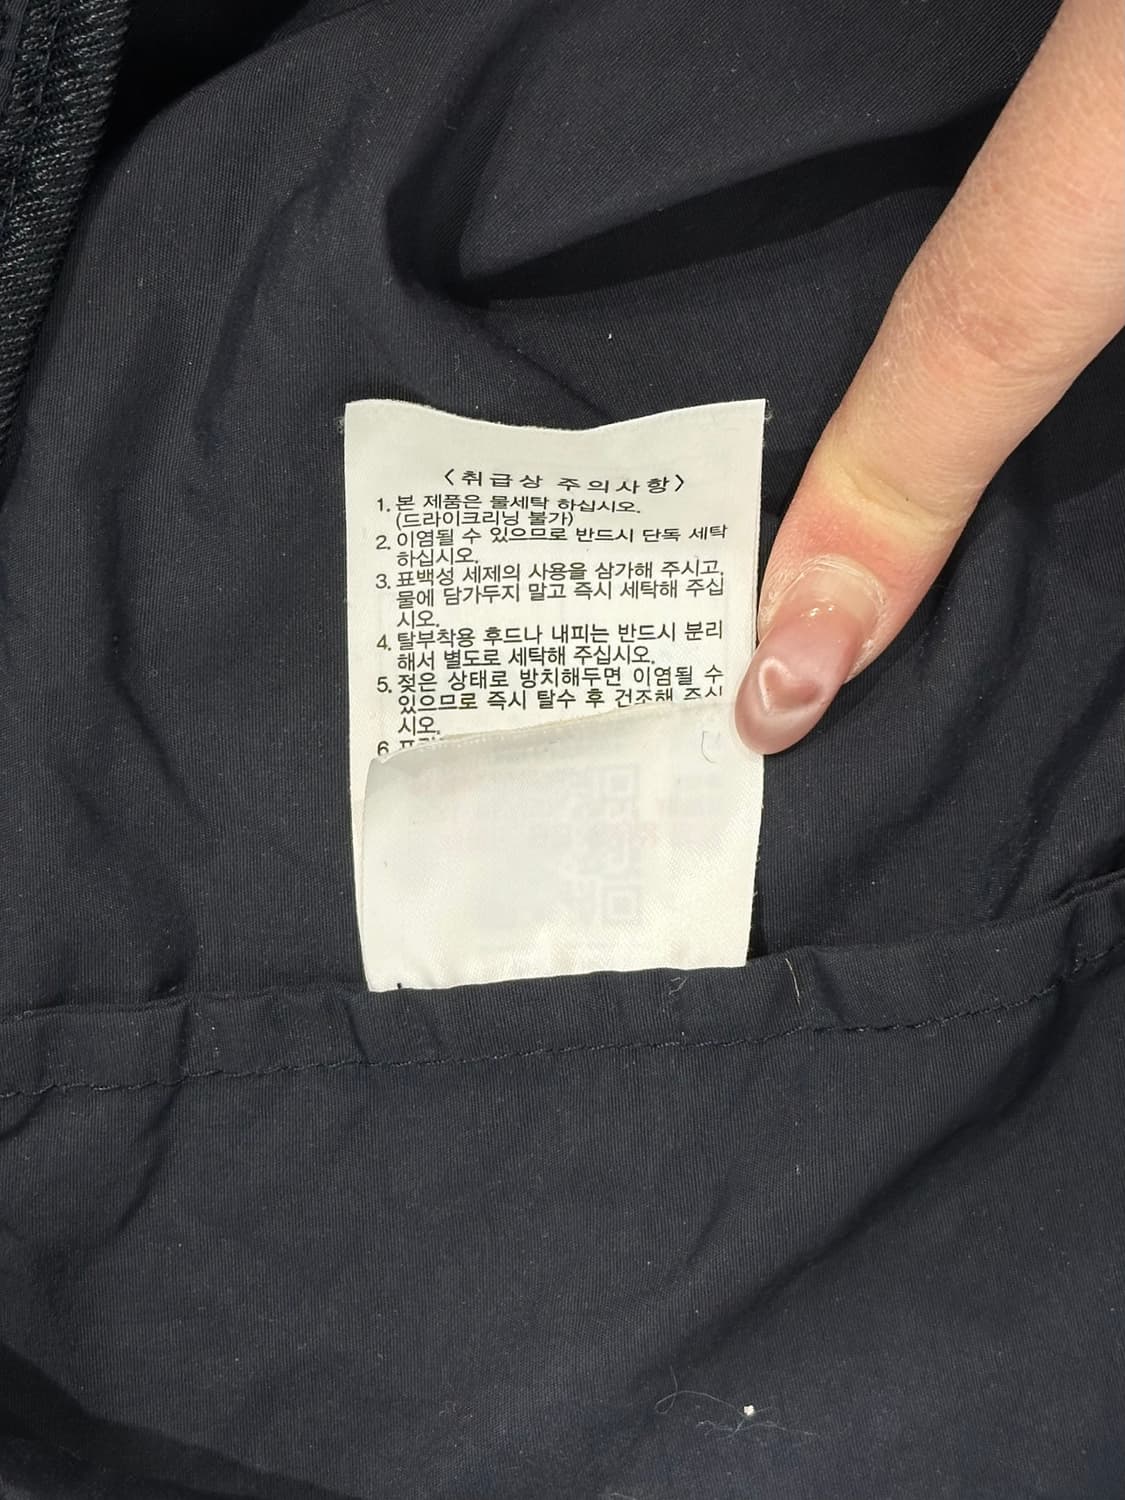 <취급상 주의사항>
1. 본 제품은 물세탁 하십시오.
(드라이크리닝 불가)
2. 이염될 수 있으므로 반드시 단독 세탁
하십시오.
3. 표백성 세제의 사용을 삼가해 주시고,
물에 담가두지 말고 즉시 세탁해 주십
시오.
4. 탈부착용 후드나 내피는 반드시 분리
해서 별도로 세탁해 주십시오.
5. 젖은 상태로 방치해두면 이염될 수
있으므로 즉시 탈수 후 건조해 주십
시오.
6.